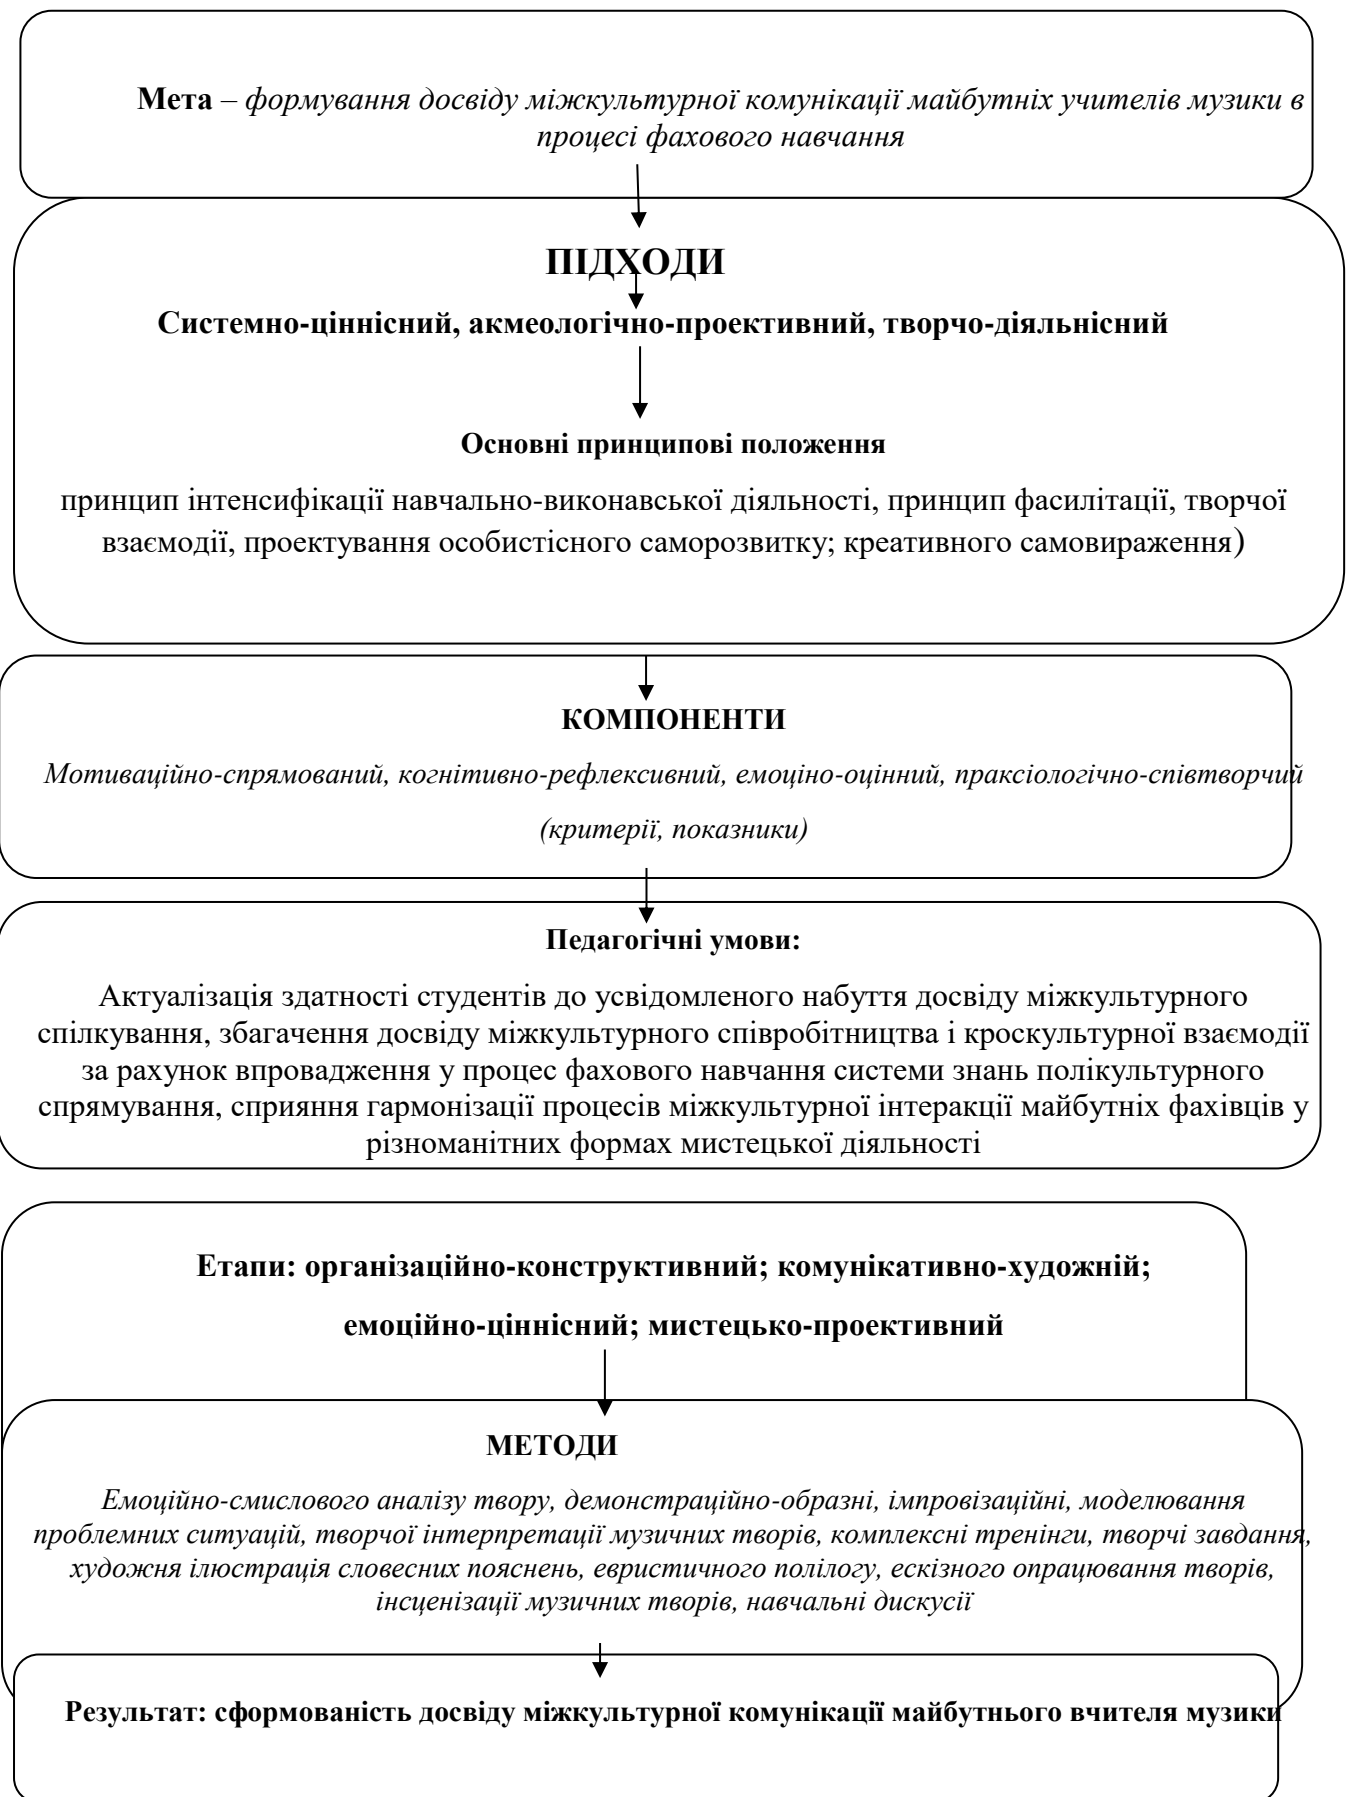 Мета – формування досвіду міжкультурної комунікації майбутніх учителів музики в
процесі фахового навчання
ПІДХОДИ
Системно-ціннісний, акмеологічно-проективний, творчо-діяльнісний
Основні принципові положення
принцип інтенсифікації навчально-виконавської діяльності, принцип фасилітації, творчої
взаємодії, проектування особистісного саморозвитку; креативного самовираження)
КОМПОНЕНТИ
Мотиваційно-спрямований, когнітивно-рефлексивний, емоціно-оцінний, праксіологічно-співтворчий
(критерії, показники)
Педагогічні умови:
Актуалізація здатності студентів до усвідомленого набуття досвіду міжкультурного
спілкування, збагачення досвіду міжкультурного співробітництва і кроскультурної взаємодії
за рахунок впровадження у процес фахового навчання системи знань полікультурного
спрямування, сприяння гармонізації процесів міжкультурної інтеракції майбутніх фахівців у
різноманітних формах мистецької діяльності
Етапи: організаційно-конструктивний; комунікативно-художній;
емоційно-ціннісний; мистецько-проективний
МЕТОДИ
Емоційно-смислового аналізу твору, демонстраційно-образні, імпровізаційні, моделювання
проблемних ситуацій, творчої інтерпретації музичних творів, комплексні тренінги, творчі завдання,
художня ілюстрація словесних пояснень, евристичного полілогу, ескізного опрацювання творів,
інсценізації музичних творів, навчальні дискусії
Результат: сформованість досвіду міжкультурної комунікації майбутнього вчителя музики